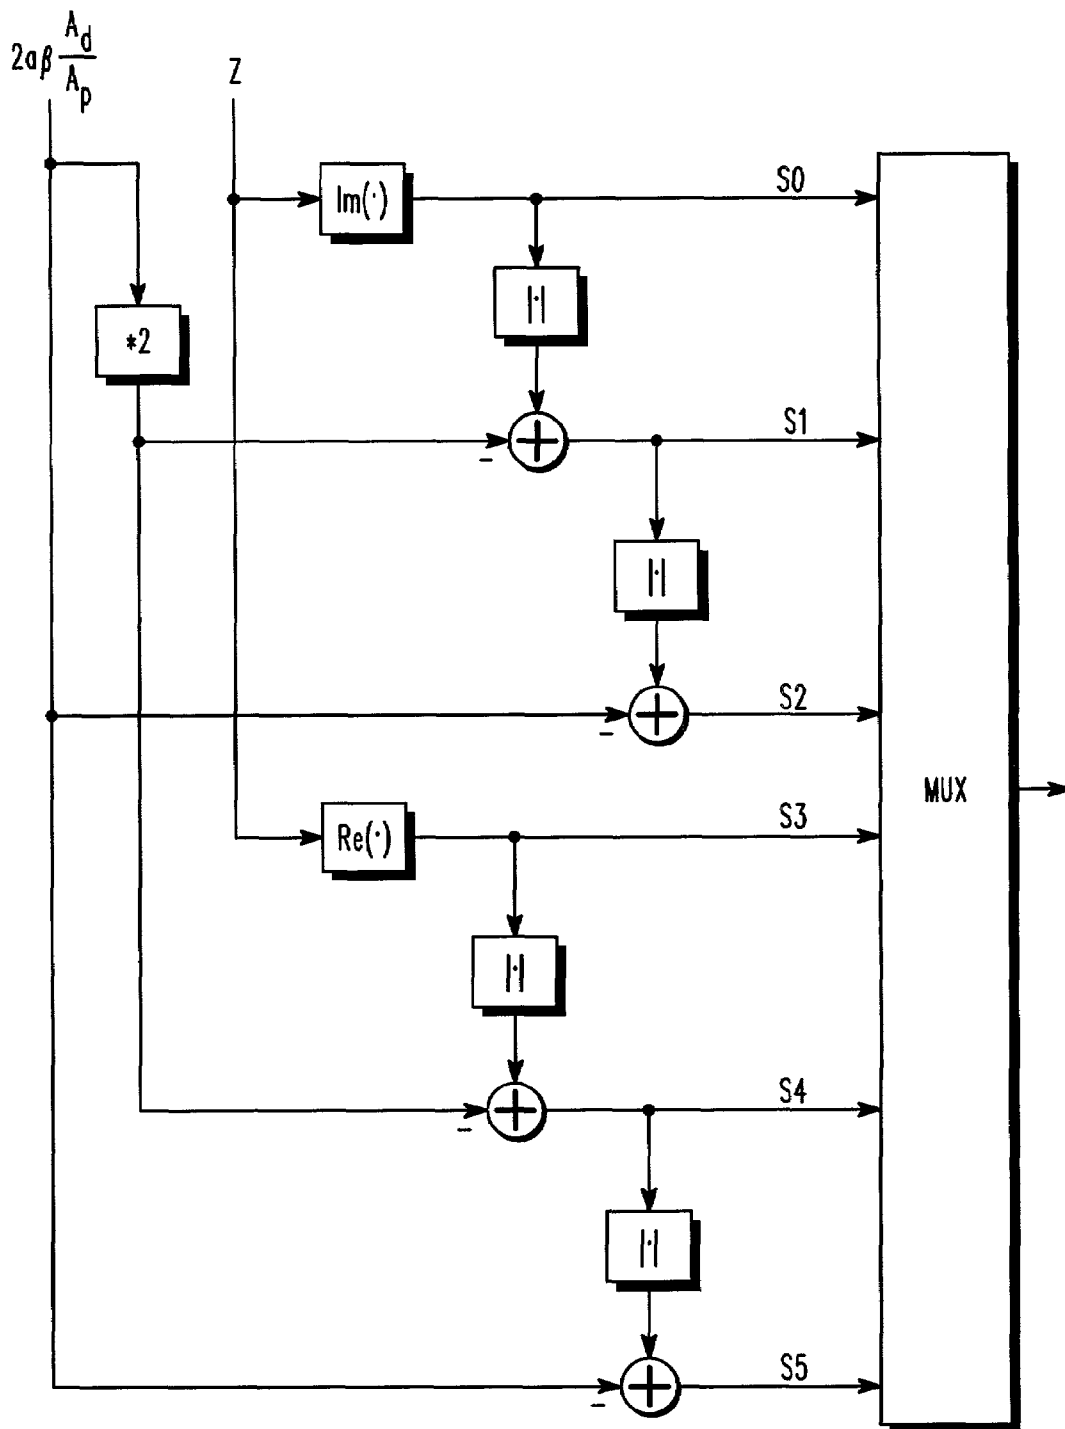 2aβ A_d/A_p
Z
Im(·)
S0
|·|
*2
S1
-
|·|
S2
-
MUX
Re(·)
S3
|·|
S4
-
|·|
S5
-